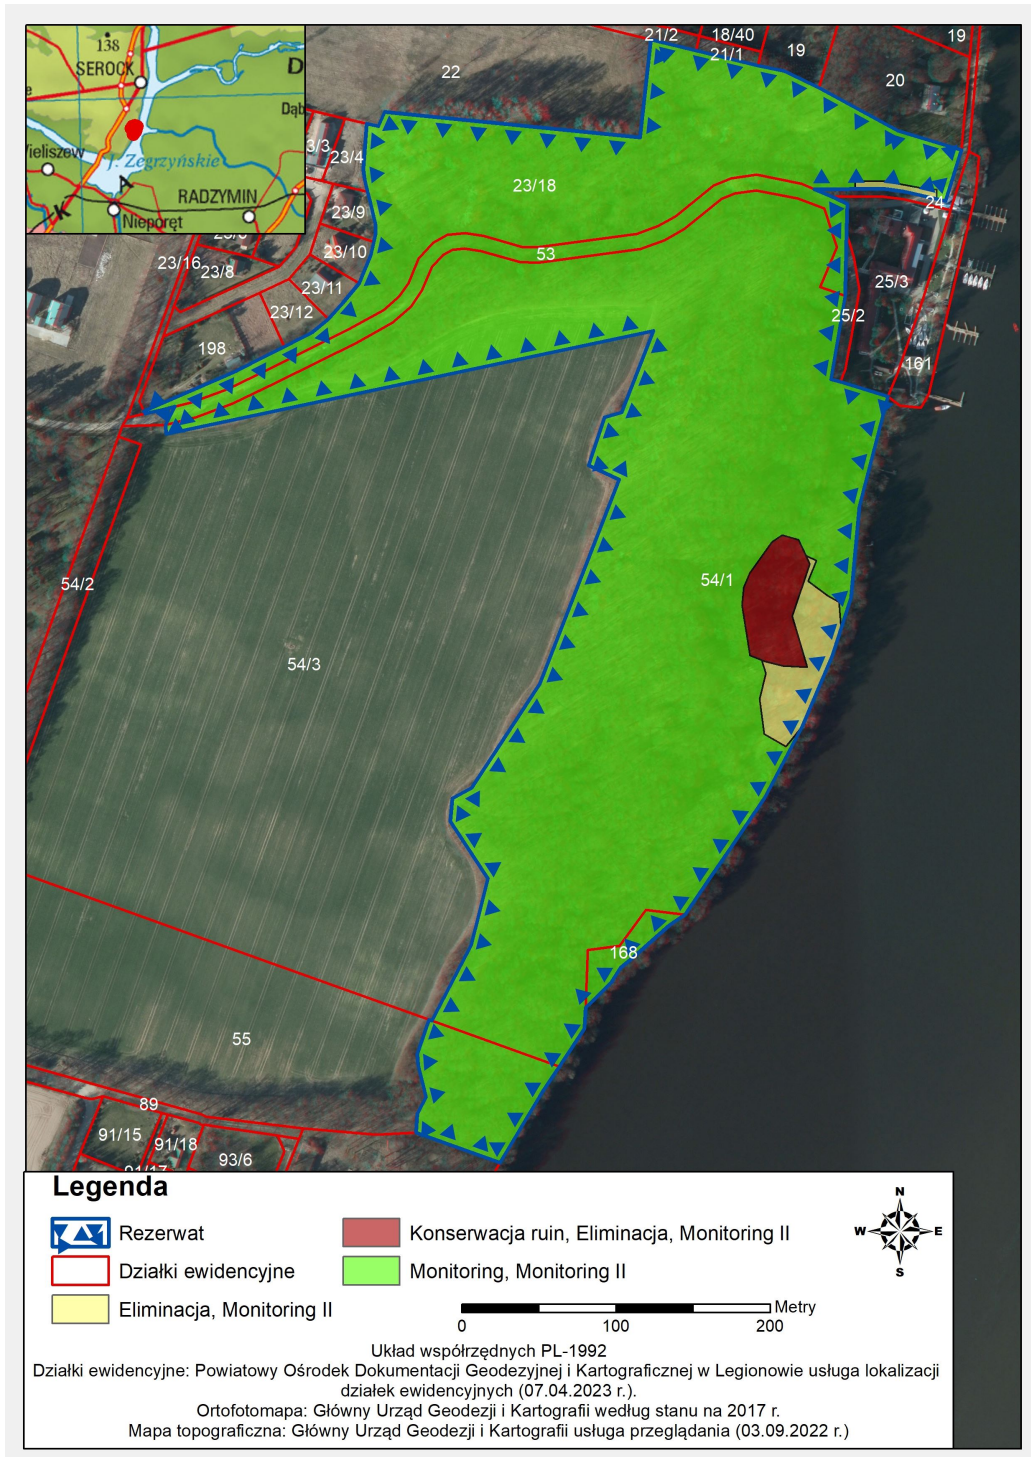 138
SEROCK
D
Dąb
e
Wieliszew
J. Zegrzyńskie
A
RADZYMIN
K
Nieporęt
21/2
18/40
21/1
19
19
20
22
3/3
23/4
23/18
23/9
24
23/10
53
23/16
23/8
23/11
25/3
23/12
25/2
198
161
54/2
54/1
54/3
168
55
89
91/15
91/18
91/17
93/6
Legenda
Rezerwat
Działki ewidencyjne
Eliminacja, Monitoring II
Konserwacja ruin, Eliminacja, Monitoring II
Monitoring, Monitoring II
N
W
E
S
Metry
0
100
200
Układ współrzędnych PL-1992
Działki ewidencyjne: Powiatowy Ośrodek Dokumentacji Geodezyjnej i Kartograficznej w Legionowie usługa lokalizacji
działek ewidencyjnych (07.04.2023 r.).
Ortofotomapa: Główny Urząd Geodezji i Kartografii według stanu na 2017 r.
Mapa topograficzna: Główny Urząd Geodezji i Kartografii usługa przeglądania (03.09.2022 r.)